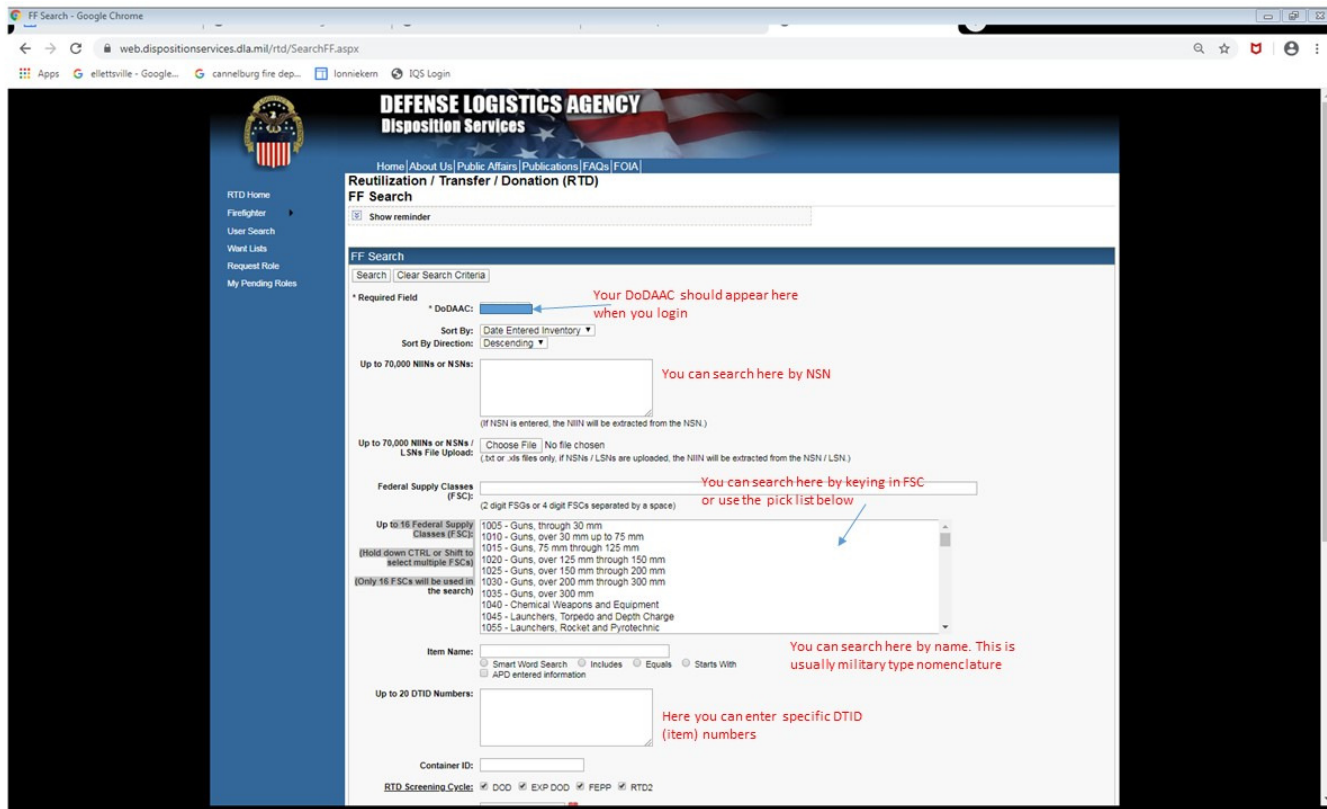 FF Search - Google Chrome
web.dispositionservices.dla.mil/rtd/SearchFF.aspx
Apps ellettsville - Google... cannelburg fire dep... lonniekern IQS Login
DEFENSE LOGISTICS AGENCY
Disposition Services
Home|About Us|Public Affairs|Publications|FAQs|FOIA|
Reutilization / Transfer / Donation (RTD)
FF Search
Show reminder
RTD Home
Firefighter
User Search
Want Lists
Request Role
My Pending Roles
FF Search
Search Clear Search Criteria
* Required Field
* DoDAAC:
Your DoDAAC should appear here
when you login
Sort By: Date Entered Inventory
Sort By Direction: Descending
Up to 70,000 NIINs or NSNs:
You can search here by NSN
(If NSN is entered, the NIIN will be extracted from the NSN.)
Up to 70,000 NIINs or NSNs /
LSNs File Upload:
Choose File No file chosen
(.txt or .xls files only, if NSNs / LSNs are uploaded, the NIIN will be extracted from the NSN / LSN.)
Federal Supply Classes
(FSC):
(2 digit FSGs or 4 digit FSCs separated by a space)
You can search here by keying in FSC
or use the pick list below
Up to 16 Federal Supply
Classes (FSC):
(Hold down CTRL or Shift to
select multiple FSCs)
(Only 16 FSCs will be used in
the search)
1005 - Guns, through 30 mm
1010 - Guns, over 30 mm up to 75 mm
1015 - Guns, 75 mm through 125 mm
1020 - Guns, over 125 mm through 150 mm
1025 - Guns, over 150 mm through 200 mm
1030 - Guns, over 200 mm through 300 mm
1035 - Guns, over 300 mm
1040 - Chemical Weapons and Equipment
1045 - Launchers, Torpedo and Depth Charge
1055 - Launchers, Rocket and Pyrotechnic
Item Name:
Smart Word Search Includes Equals Starts With
APD entered information
You can search here by name. This is
usually military type nomenclature
Up to 20 DTID Numbers:
Here you can enter specific DTID
(item) numbers
Container ID:
RTD Screening Cycle: DOD EXP DOD FEPP RTD2